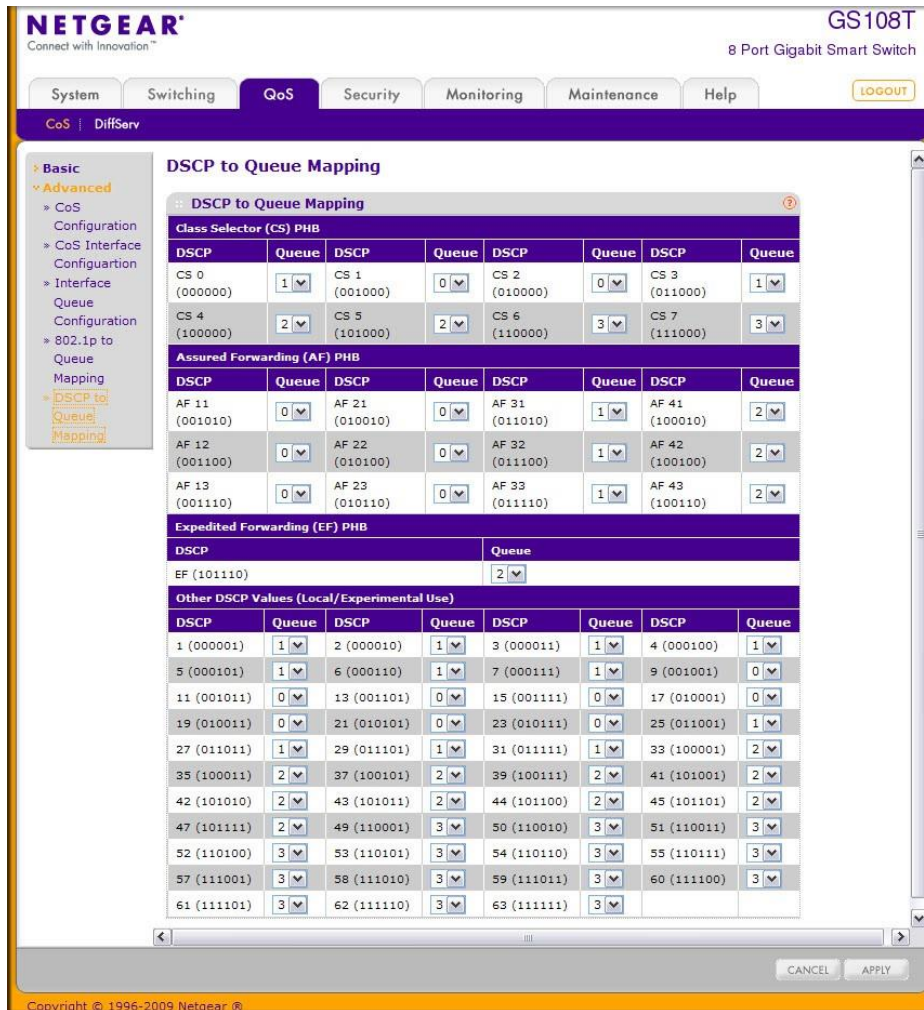 NETGEAR®
Connect with Innovation™
GS108T
8 Port Gigabit Smart Switch
System Switching QoS Security Monitoring Maintenance Help LOGOUT
CoS | DiffServ
Basic
Advanced
» CoS
Configuration
» CoS Interface
Configuartion
» Interface
Queue
Configuration
» 802.1p to
Queue
Mapping
» DSCP to
Queue
Mapping
DSCP to Queue Mapping
DSCP to Queue Mapping ?
Class Selector (CS) PHB
DSCP Queue DSCP Queue DSCP Queue DSCP Queue
CS 0 (000000) 1 CS 1 (001000) 0 CS 2 (010000) 0 CS 3 (011000) 1
CS 4 (100000) 2 CS 5 (101000) 2 CS 6 (110000) 3 CS 7 (111000) 3
Assured Forwarding (AF) PHB
DSCP Queue DSCP Queue DSCP Queue DSCP Queue
AF 11 (001010) 0 AF 21 (010010) 0 AF 31 (011010) 1 AF 41 (100010) 2
AF 12 (001100) 0 AF 22 (010100) 0 AF 32 (011100) 1 AF 42 (100100) 2
AF 13 (001110) 0 AF 23 (010110) 0 AF 33 (011110) 1 AF 43 (100110) 2
Expedited Forwarding (EF) PHB
DSCP Queue
EF (101110) 2
Other DSCP Values (Local/Experimental Use)
DSCP Queue DSCP Queue DSCP Queue DSCP Queue
1 (000001) 1 2 (000010) 1 3 (000011) 1 4 (000100) 1
5 (000101) 1 6 (000110) 1 7 (000111) 1 9 (001001) 0
11 (001011) 0 13 (001101) 0 15 (001111) 0 17 (010001) 0
19 (010011) 0 21 (010101) 0 23 (010111) 0 25 (011001) 1
27 (011011) 1 29 (011101) 1 31 (011111) 1 33 (100001) 2
35 (100011) 2 37 (100101) 2 39 (100111) 2 41 (101001) 2
42 (101010) 2 43 (101011) 2 44 (101100) 2 45 (101101) 2
47 (101111) 2 49 (110001) 3 50 (110010) 3 51 (110011) 3
52 (110100) 3 53 (110101) 3 54 (110110) 3 55 (110111) 3
57 (111001) 3 58 (111010) 3 59 (111011) 3 60 (111100) 3
61 (111101) 3 62 (111110) 3 63 (111111) 3
CANCEL APPLY
Copyright © 1996-2009 Netgear ®